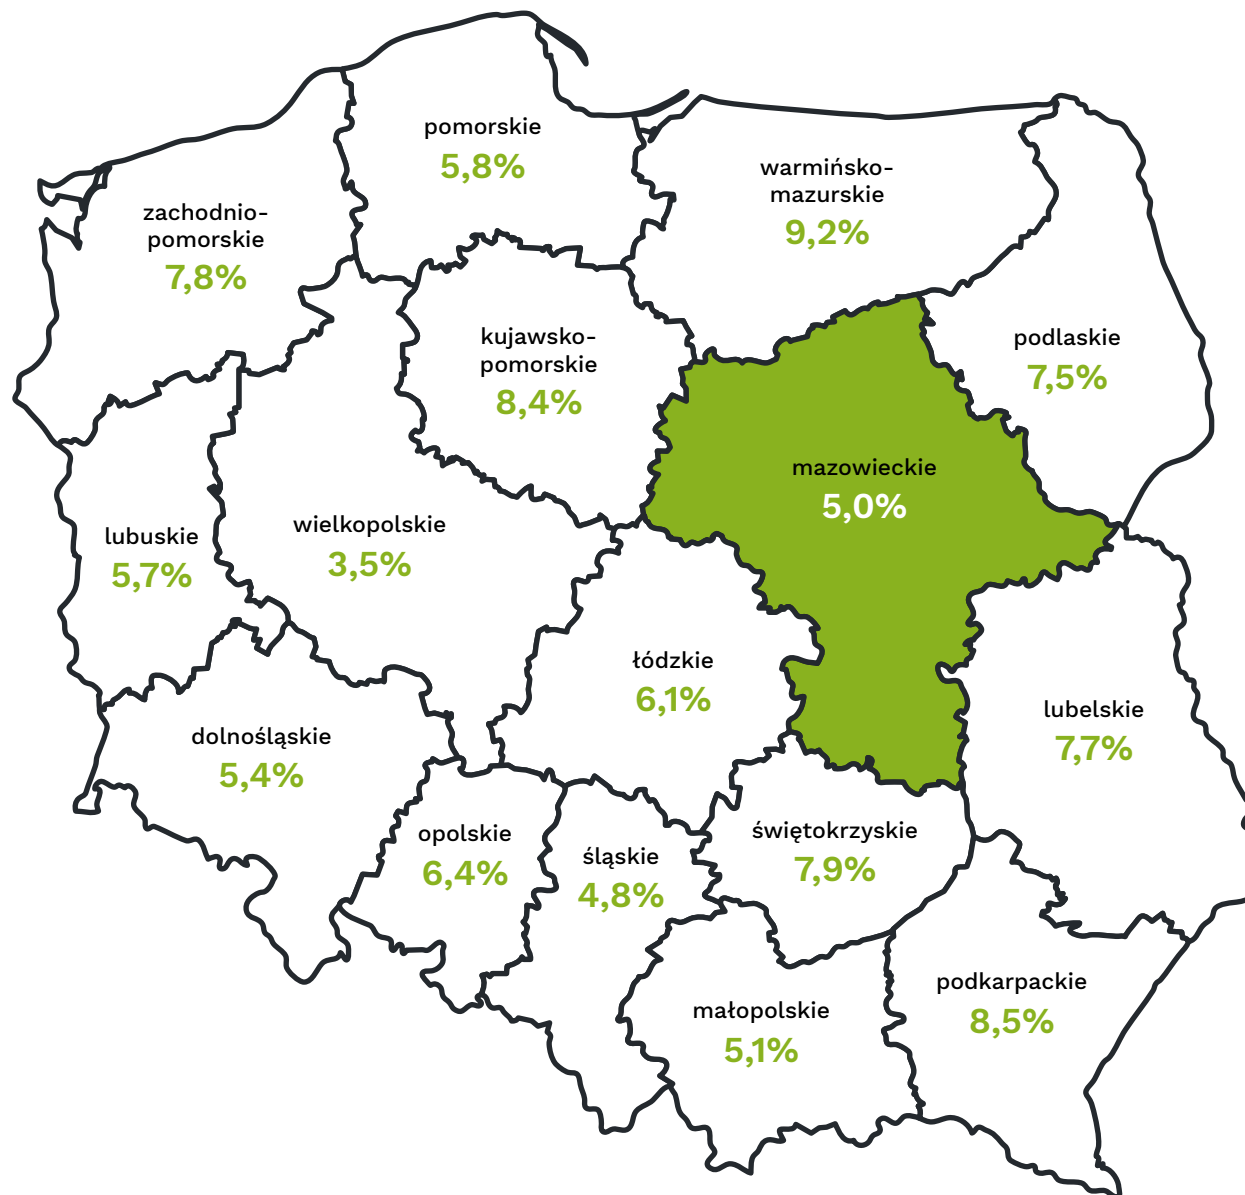 pomorskie
5,8%
warmińsko-
mazurskie
9,2%
zachodnio-
pomorskie
7,8%
kujawsko-
pomorskie
8,4%
podlaskie
7,5%
mazowieckie
5,0%
wielkopolskie
3,5%
lubuskie
5,7%
łódzkie
6,1%
lubelskie
7,7%
dolnośląskie
5,4%
opolskie
6,4%
śląskie
4,8%
świętokrzyskie
7,9%
małopolskie
5,1%
podkarpackie
8,5%